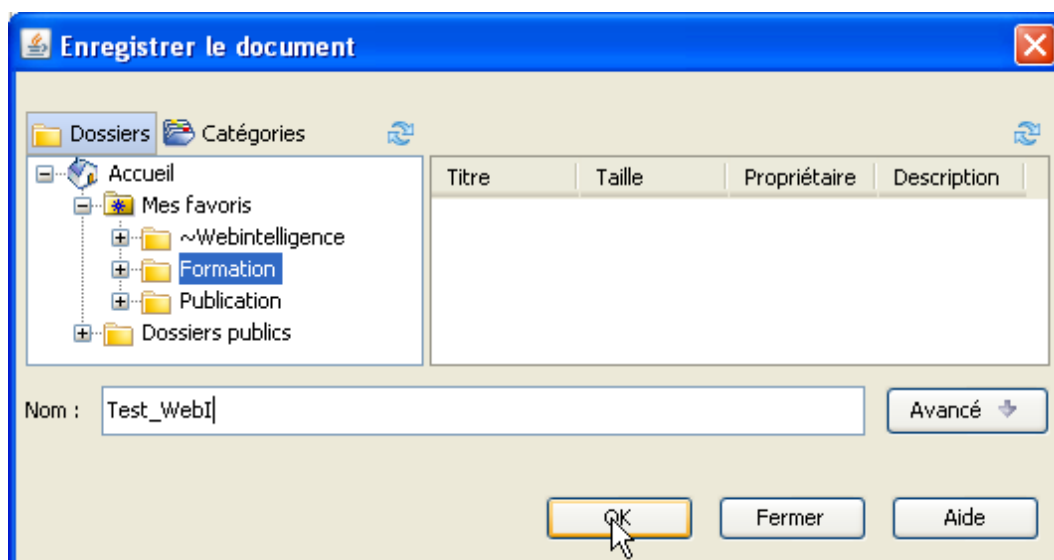 Enregistrer le document
Dossiers Catégories
Accueil
Mes favoris
~Webintelligence
Formation
Publication
Dossiers publics
Titre Taille Propriétaire Description
Nom : Test_WebI Avancé
OK Fermer Aide